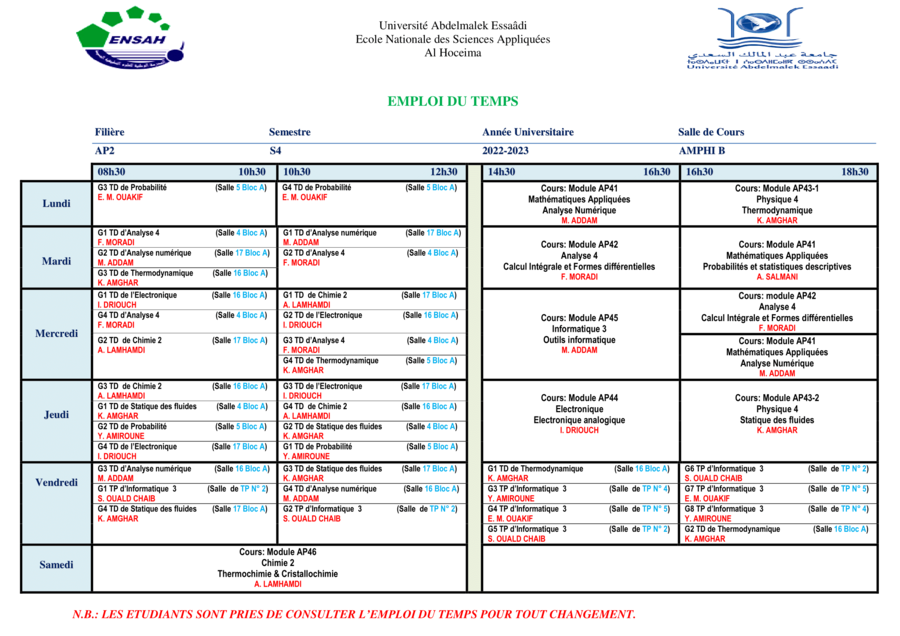 ENSAH
Université Abdelmalek Essaâdi
Ecole Nationale des Sciences Appliquées
Al Hoceima
جامعة عبد المالك السعدي
Université Abdelmalek Essaadi
EMPLOI DU TEMPS
Filière Semestre Année Universitaire Salle de Cours
AP2 S4 2022-2023 AMPHI B
08h30 10h30 10h30 12h30 14h30 16h30 16h30 18h30
Lundi
G3 TD de Probabilité (Salle 5 Bloc A)
E. M. OUAKIF
G4 TD de Probabilité (Salle 5 Bloc A)
E. M. OUAKIF
Cours: Module AP41
Mathématiques Appliquées
Analyse Numérique
M. ADDAM
Cours: Module AP43-1
Physique 4
Thermodynamique
K. AMGHAR
Mardi
G1 TD d'Analyse 4 (Salle 4 Bloc A)
F. MORADI
G2 TD d'Analyse numérique (Salle 17 Bloc A)
M. ADDAM
G3 TD de Thermodynamique (Salle 16 Bloc A)
K. AMGHAR
G1 TD d'Analyse numérique (Salle 17 Bloc A)
M. ADDAM
G2 TD d'Analyse 4 (Salle 4 Bloc A)
F. MORADI
Cours: Module AP42
Analyse 4
Calcul Intégrale et Formes différentielles
F. MORADI
Cours: Module AP41
Mathématiques Appliquées
Probabilités et statistiques descriptives
A. SALMANI
Mercredi
G1 TD de l'Electronique (Salle 16 Bloc A)
I. DRIOUCH
G4 TD d'Analyse 4 (Salle 4 Bloc A)
F. MORADI
G2 TD de Chimie 2 (Salle 17 Bloc A)
A. LAMHAMDI
G1 TD de Chimie 2 (Salle 17 Bloc A)
A. LAMHAMDI
G2 TD de l'Electronique (Salle 16 Bloc A)
I. DRIOUCH
G3 TD d'Analyse 4 (Salle 4 Bloc A)
F. MORADI
G4 TD de Thermodynamique (Salle 5 Bloc A)
K. AMGHAR
Cours: Module AP45
Informatique 3
Outils informatique
M. ADDAM
Cours: module AP42
Analyse 4
Calcul Intégrale et Formes différentielles
F. MORADI
Cours: Module AP41
Mathématiques Appliquées
Analyse Numérique
M. ADDAM
Jeudi
G3 TD de Chimie 2 (Salle 16 Bloc A)
A. LAMHAMDI
G1 TD de Statique des fluides (Salle 4 Bloc A)
K. AMGHAR
G2 TD de Probabilité (Salle 5 Bloc A)
Y. AMIROUNE
G4 TD de l'Electronique (Salle 17 Bloc A)
I. DRIOUCH
G3 TD de l'Electronique (Salle 17 Bloc A)
I. DRIOUCH
G4 TD de Chimie 2 (Salle 16 Bloc A)
A. LAMHAMDI
G2 TD de Statique des fluides (Salle 4 Bloc A)
K. AMGHAR
G1 TD de Probabilité (Salle 5 Bloc A)
Y. AMIROUNE
Cours: Module AP44
Electronique
Electronique analogique
I. DRIOUCH
Cours: Module AP43-2
Physique 4
Statique des fluides
K. AMGHAR
Vendredi
G3 TD d'Analyse numérique (Salle 16 Bloc A)
M. ADDAM
G1 TP d'Informatique 3 (Salle de TP N° 2)
S. OUALD CHAIB
G4 TD de Statique des fluides (Salle 17 Bloc A)
K. AMGHAR
G3 TD de Statique des fluides (Salle 17 Bloc A)
K. AMGHAR
G4 TD d'Analyse numérique (Salle 16 Bloc A)
M. ADDAM
G2 TP d'Informatique 3 (Salle de TP N° 2)
S. OUALD CHAIB
G1 TD de Thermodynamique (Salle 16 Bloc A)
K. AMGHAR
G3 TP d'Informatique 3 (Salle de TP N° 4)
Y. AMIROUNE
G4 TP d'Informatique 3 (Salle de TP N° 5)
E. M. OUAKIF
G5 TP d'Informatique 3 (Salle de TP N° 2)
S. OUALD CHAIB
G6 TP d'Informatique 3 (Salle de TP N° 2)
S. OUALD CHAIB
G7 TP d'Informatique 3 (Salle de TP N° 5)
E. M. OUAKIF
G8 TP d'Informatique 3 (Salle de TP N° 4)
Y. AMIROUNE
G2 TD de Thermodynamique (Salle 16 Bloc A)
K. AMGHAR
Samedi
Cours: Module AP46
Chimie 2
Thermochimie & Cristallochimie
A. LAMHAMDI
N.B.: LES ETUDIANTS SONT PRIES DE CONSULTER L'EMPLOI DU TEMPS POUR TOUT CHANGEMENT.